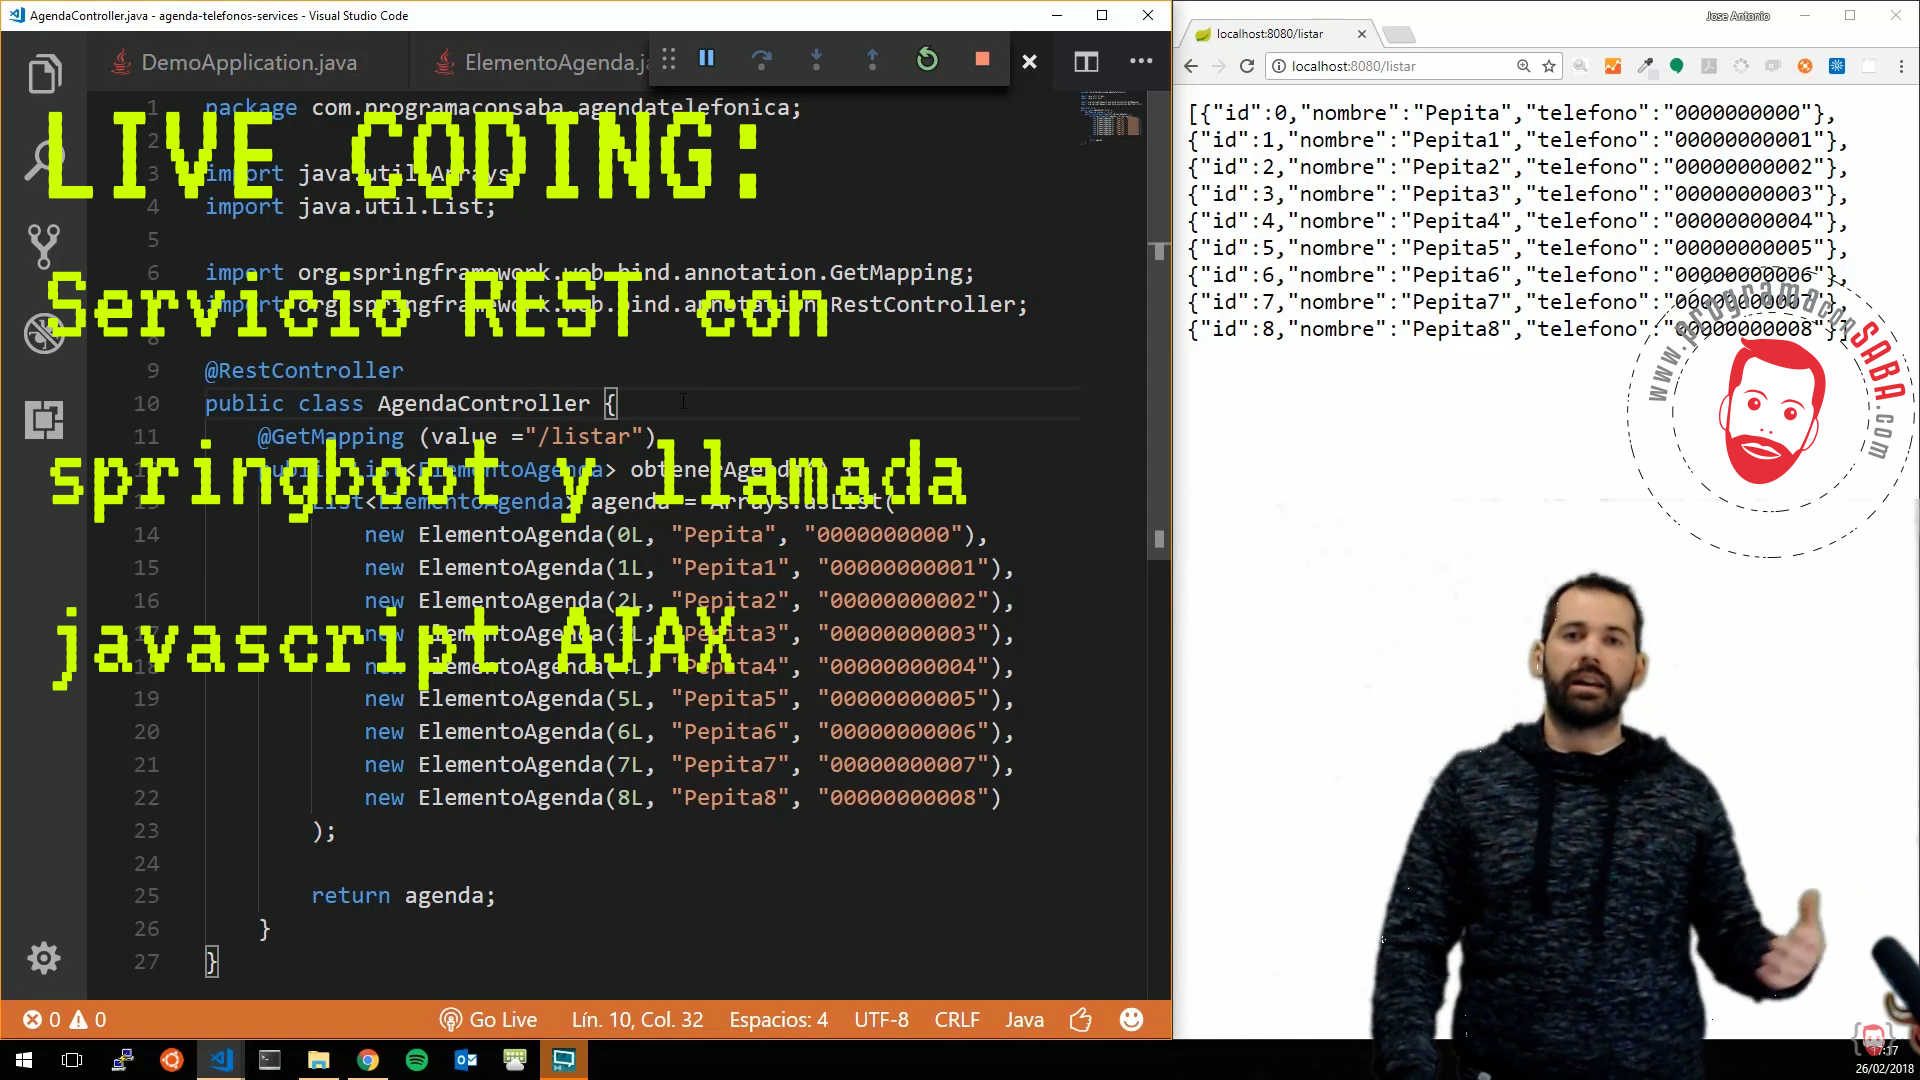 AgendaController.java - agenda-telefonos-services - Visual Studio Code
DemoApplication.java
ElementoAgenda.j
LIVE CODING:
Servicio REST con
springboot y llamada
javascript AJAX
1 package com.programaconsaba.agendatelefonica;
2
3 import java.util.Arrays
4 import java.util.List;
5
6 import org.springframework.web.bind.annotation.GetMapping;
import org.springframework.web.bind.annotation.RestController;
9 @RestController
10 public class AgendaController {
11 @GetMapping (value ="/listar")
public List<ElementoAgenda> obtenerAgenda() {
List<ElementoAgenda> agenda = Arrays.asList(
14 new ElementoAgenda(0L, "Pepita", "0000000000"),
15 new ElementoAgenda(1L, "Pepita1", "00000000001"),
16 new ElementoAgenda(2L, "Pepita2", "00000000002"),
17 new ElementoAgenda(3L, "Pepita3", "00000000003"),
18 new ElementoAgenda(4L, "Pepita4", "00000000004"),
19 new ElementoAgenda(5L, "Pepita5", "00000000005"),
20 new ElementoAgenda(6L, "Pepita6", "00000000006"),
21 new ElementoAgenda(7L, "Pepita7", "00000000007"),
22 new ElementoAgenda(8L, "Pepita8", "00000000008")
23 );
24
25 return agenda;
26 }
27 }
0 0 Go Live Lín. 10, Col. 32 Espacios: 4 UTF-8 CRLF Java
Jose Antonio
localhost:8080/listar
localhost:8080/listar
[{"id":0,"nombre":"Pepita","telefono":"0000000000"},
{"id":1,"nombre":"Pepita1","telefono":"00000000001"},
{"id":2,"nombre":"Pepita2","telefono":"00000000002"},
{"id":3,"nombre":"Pepita3","telefono":"00000000003"},
{"id":4,"nombre":"Pepita4","telefono":"00000000004"},
{"id":5,"nombre":"Pepita5","telefono":"00000000005"},
{"id":6,"nombre":"Pepita6","telefono":"00000000006"},
{"id":7,"nombre":"Pepita7","telefono":"00000000007"},
{"id":8,"nombre":"Pepita8","telefono":"00000000008"}]
www.programaconSABA.com
17:17
26/02/2018